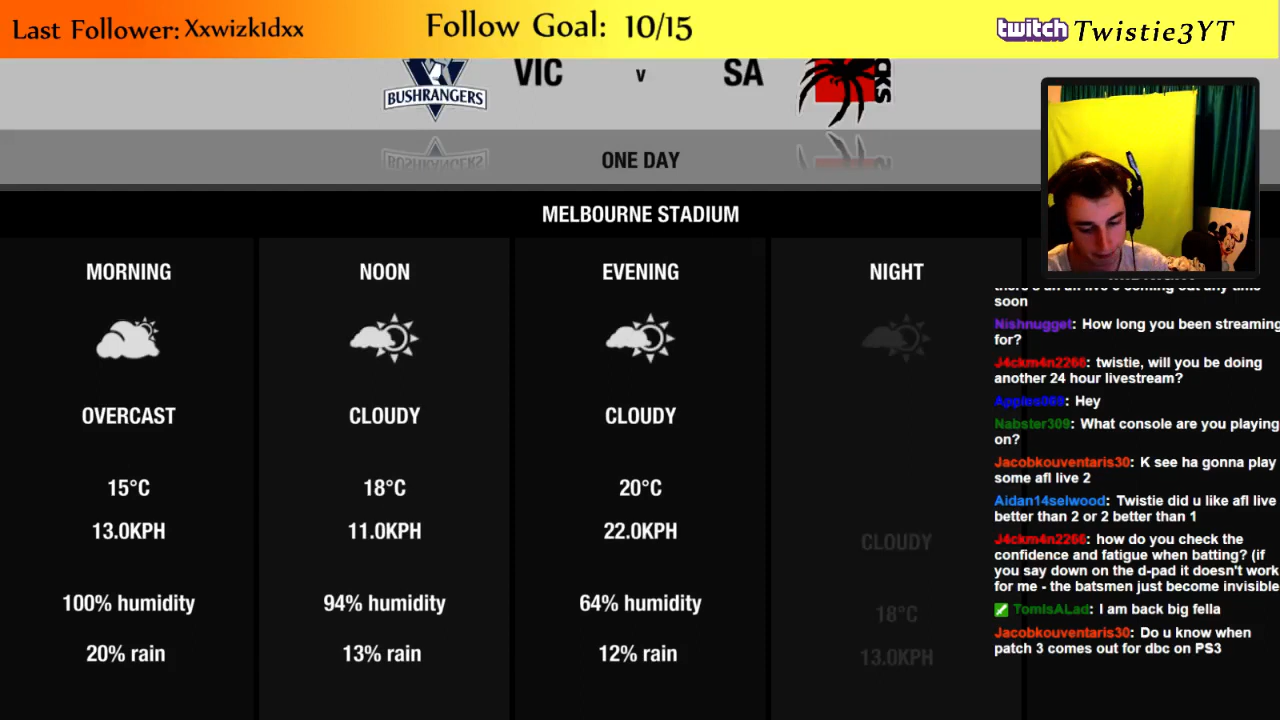 Last Follower: Xxwizk1dxx
Follow Goal: 10/15
twitch Twistie3YT
BUSHRANGERS
VIC v SA
ONE DAY
MELBOURNE STADIUM
MORNING NOON EVENING NIGHT
OVERCAST CLOUDY CLOUDY
15°C 18°C 20°C
13.0KPH 11.0KPH 22.0KPH
CLOUDY
100% humidity 94% humidity 64% humidity
18°C
20% rain 13% rain 12% rain
13.0KPH
soon
Nishnugget: How long you been streaming
for?
J4ckm4n2266: twistie, will you be doing
another 24 hour livestream?
Hey
Nabster309: What console are you playing
on?
Jacobkouventaris30: K see ha gonna play
some afl live 2
Aidan14selwood: Twistie did u like afl live
better than 2 or 2 better than 1
J4ckm4n2266: how do you check the
confidence and fatigue when batting? (if
you say down on the d-pad it doesn't work
for me - the batsmen just become invisible
TomIsALad: I am back big fella
Jacobkouventaris30: Do u know when
patch 3 comes out for dbc on PS3